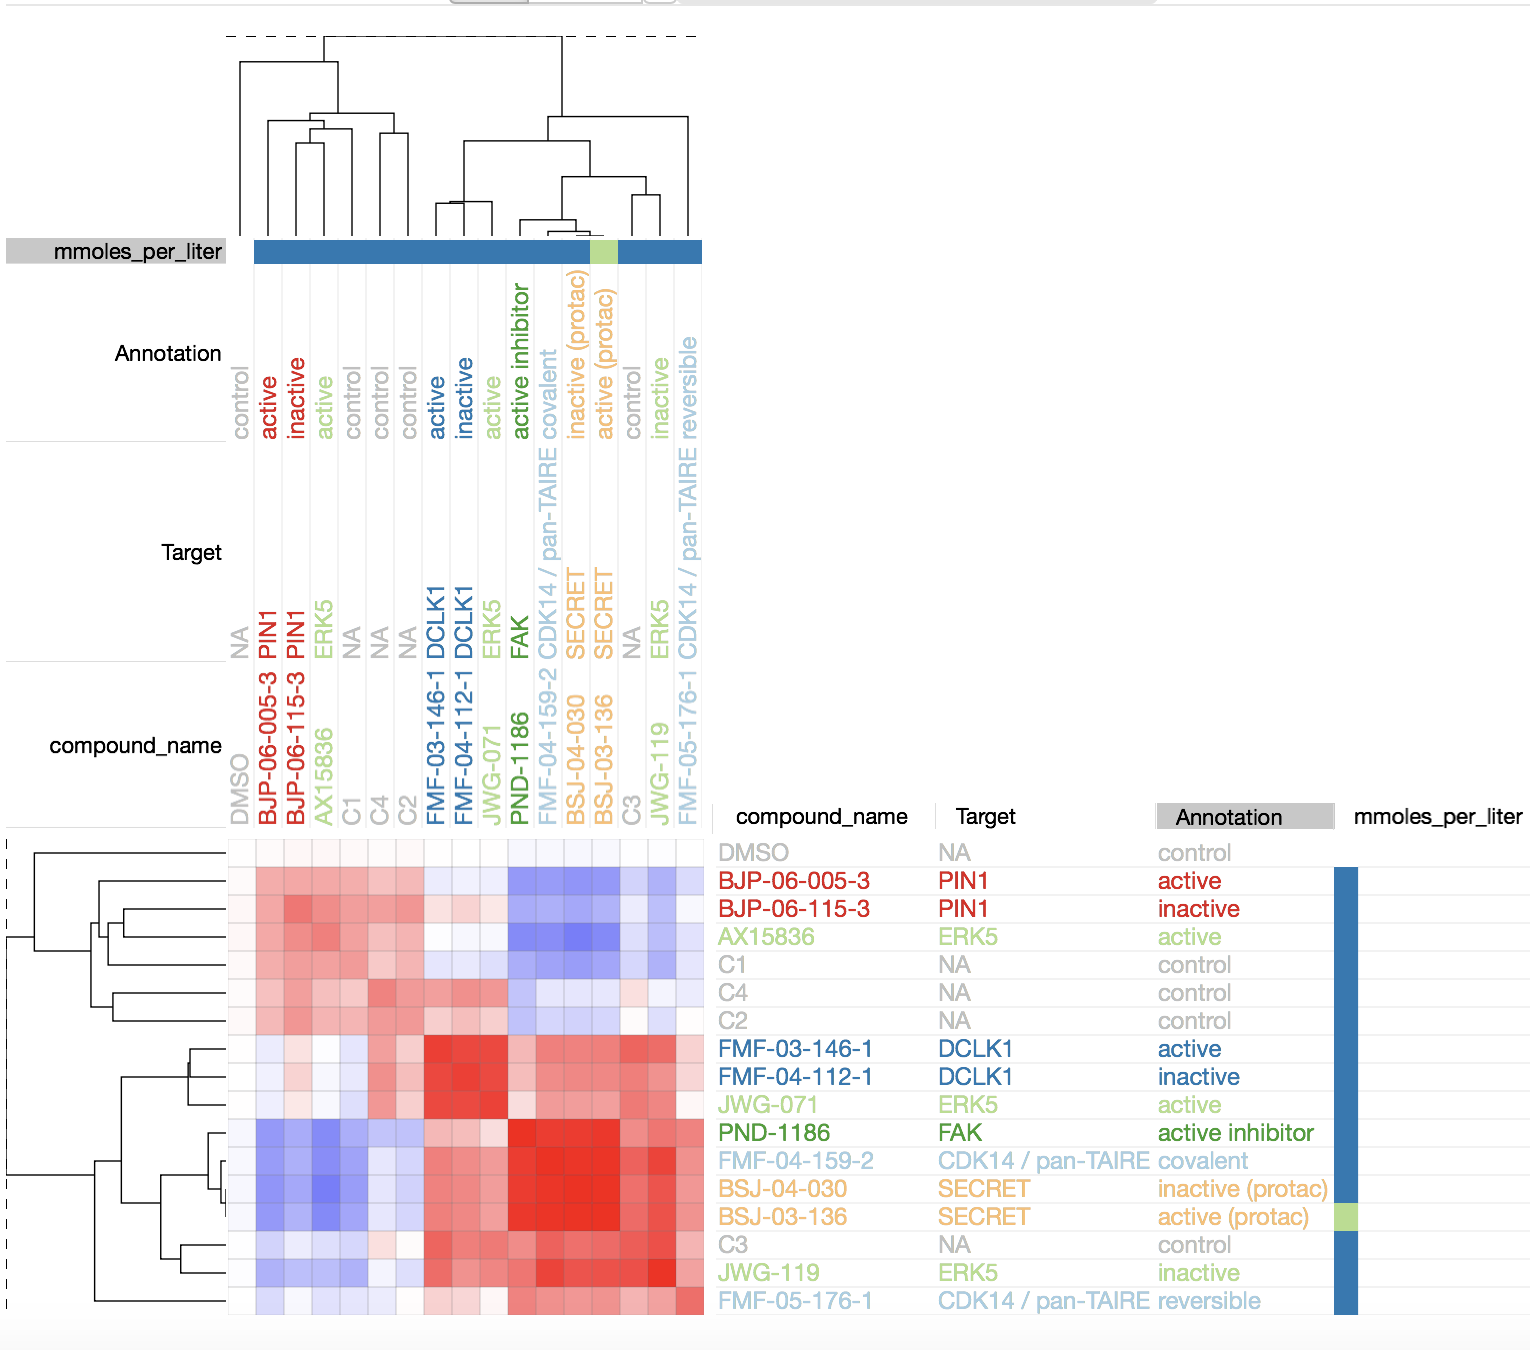 mmoles_per_liter
Annotation
control
active
inactive
active
control
control
control
active
inactive
active
active inhibitor
covalent
inactive (protac)
active (protac)
control
inactive
reversible
Target
NA
PIN1
PIN1
ERK5
NA
NA
NA
DCLK1
DCLK1
ERK5
FAK
CDK14 / pan-TAIRE
SECRET
SECRET
NA
ERK5
CDK14 / pan-TAIRE
compound_name
DMSO
BJP-06-005-3
BJP-06-115-3
AX15836
C1
C4
C2
FMF-03-146-1
FMF-04-112-1
JWG-071
PND-1186
FMF-04-159-2
BSJ-04-030
BSJ-03-136
C3
JWG-119
FMF-05-176-1
compound_name Target Annotation mmoles_per_liter
DMSO NA control
BJP-06-005-3 PIN1 active
BJP-06-115-3 PIN1 inactive
AX15836 ERK5 active
C1 NA control
C4 NA control
C2 NA control
FMF-03-146-1 DCLK1 active
FMF-04-112-1 DCLK1 inactive
JWG-071 ERK5 active
PND-1186 FAK active inhibitor
FMF-04-159-2 CDK14 / pan-TAIRE covalent
BSJ-04-030 SECRET inactive (protac)
BSJ-03-136 SECRET active (protac)
C3 NA control
JWG-119 ERK5 inactive
FMF-05-176-1 CDK14 / pan-TAIRE reversible